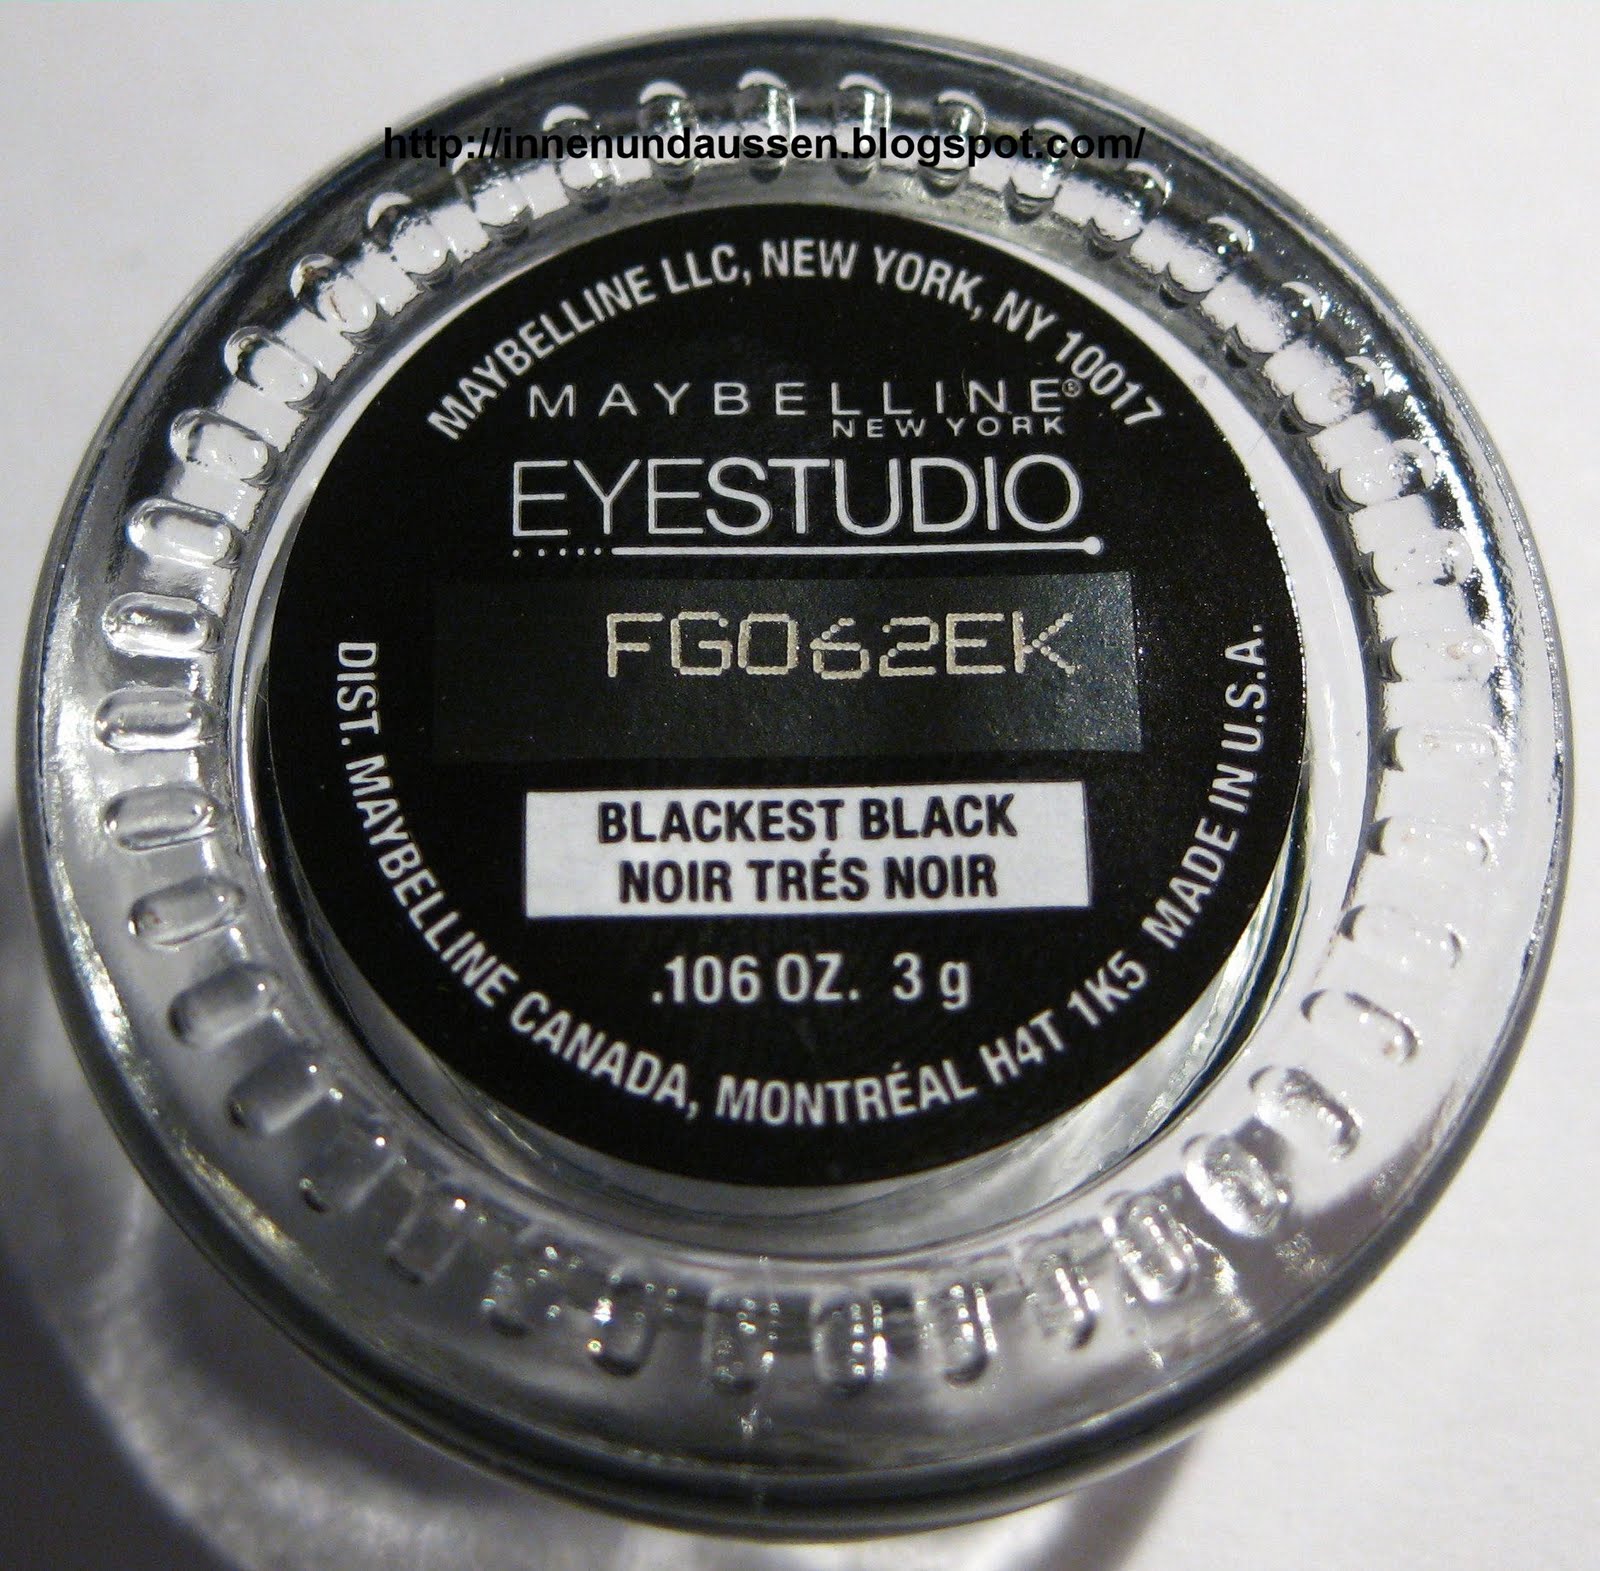 http://innenundaussen.blogspot.com/
MAYBELLINE LLC, NEW YORK, NY 10017
MAYBELLINE®
NEW YORK
EYESTUDIO
FG062EK
BLACKEST BLACK
NOIR TRÉS NOIR
.106 OZ. 3 g
DIST. MAYBELLINE CANADA, MONTRÉAL H4T 1K5 MADE IN U.S.A.